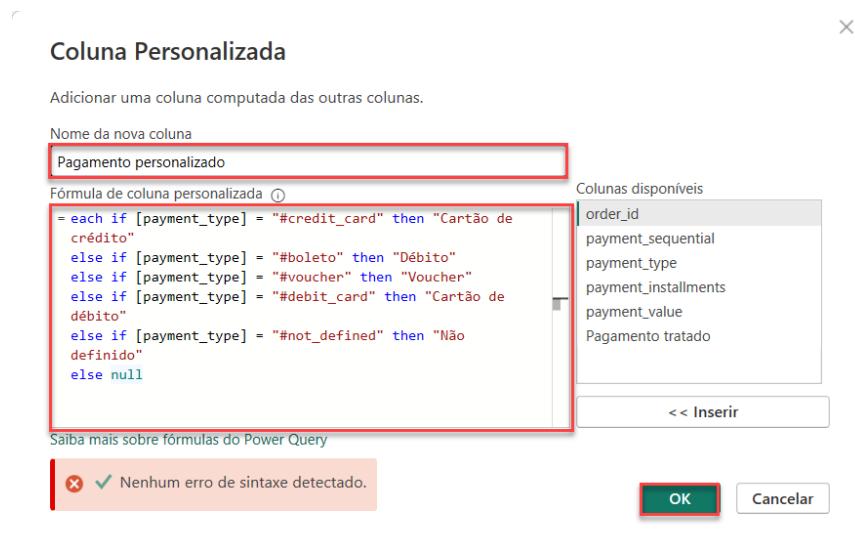 Coluna Personalizada
Adicionar uma coluna computada das outras colunas.
Nome da nova coluna
Pagamento personalizado
Fórmula de coluna personalizada
= each if [payment_type] = "#credit_card" then "Cartão de
crédito"
else if [payment_type] = "#boleto" then "Débito"
else if [payment_type] = "#voucher" then "Voucher"
else if [payment_type] = "#debit_card" then "Cartão de
débito"
else if [payment_type] = "#not_defined" then "Não
definido"
else null
Colunas disponíveis
order_id
payment_sequential
payment_type
payment_installments
payment_value
Pagamento tratado
<< Inserir
Saiba mais sobre fórmulas do Power Query
Nenhum erro de sintaxe detectado.
OK
Cancelar